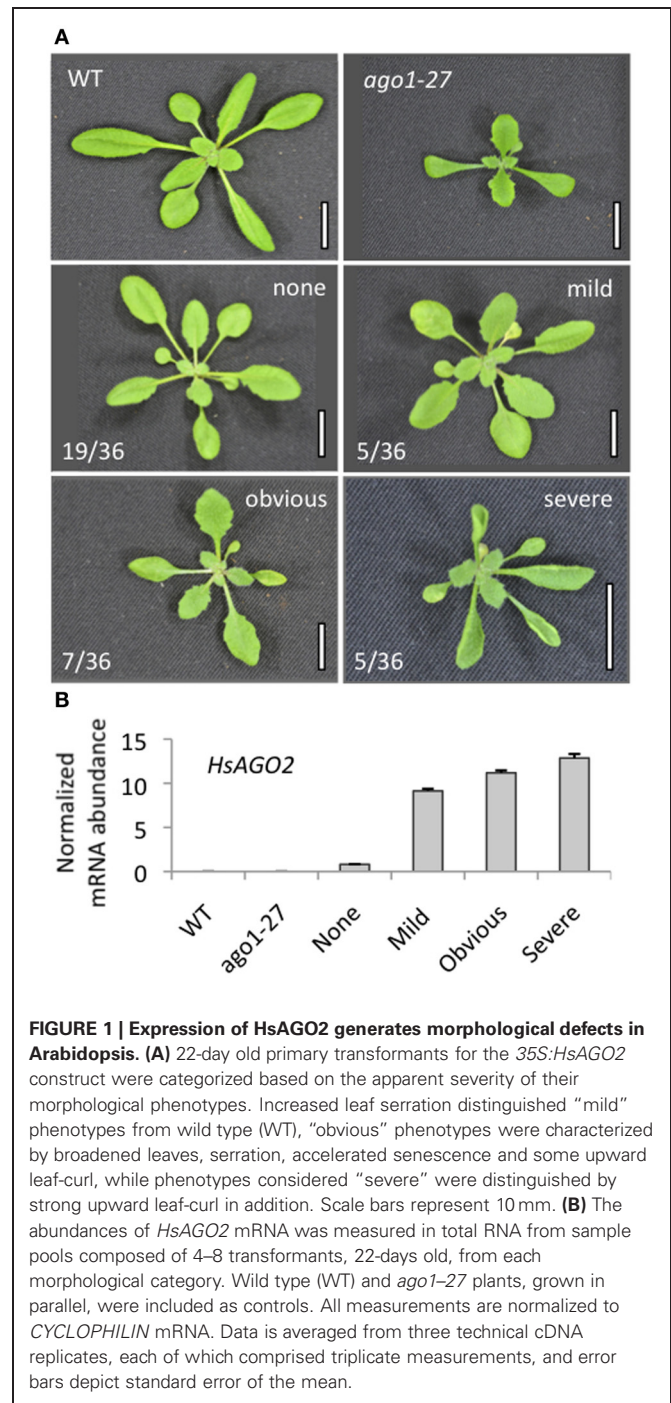 A
WT
ago1-27
none
mild
19/36
5/36
obvious
severe
7/36
5/36
B
Normalized
mRNA abundance
15
10
5
0
HsAGO2
WT
ago1-27
None
Mild
Obvious
Severe
FIGURE 1 | Expression of HsAGO2 generates morphological defects in
Arabidopsis. (A) 22-day old primary transformants for the 35S:HsAGO2
construct were categorized based on the apparent severity of their
morphological phenotypes. Increased leaf serration distinguished “mild”
phenotypes from wild type (WT), “obvious” phenotypes were characterized
by broadened leaves, serration, accelerated senescence and some upward
leaf-curl, while phenotypes considered “severe” were distinguished by
strong upward leaf-curl in addition. Scale bars represent 10 mm. (B) The
abundances of HsAGO2 mRNA was measured in total RNA from sample
pools composed of 4–8 transformants, 22-days old, from each
morphological category. Wild type (WT) and ago1–27 plants, grown in
parallel, were included as controls. All measurements are normalized to
CYCLOPHILIN mRNA. Data is averaged from three technical cDNA
replicates, each of which comprised triplicate measurements, and error
bars depict standard error of the mean.